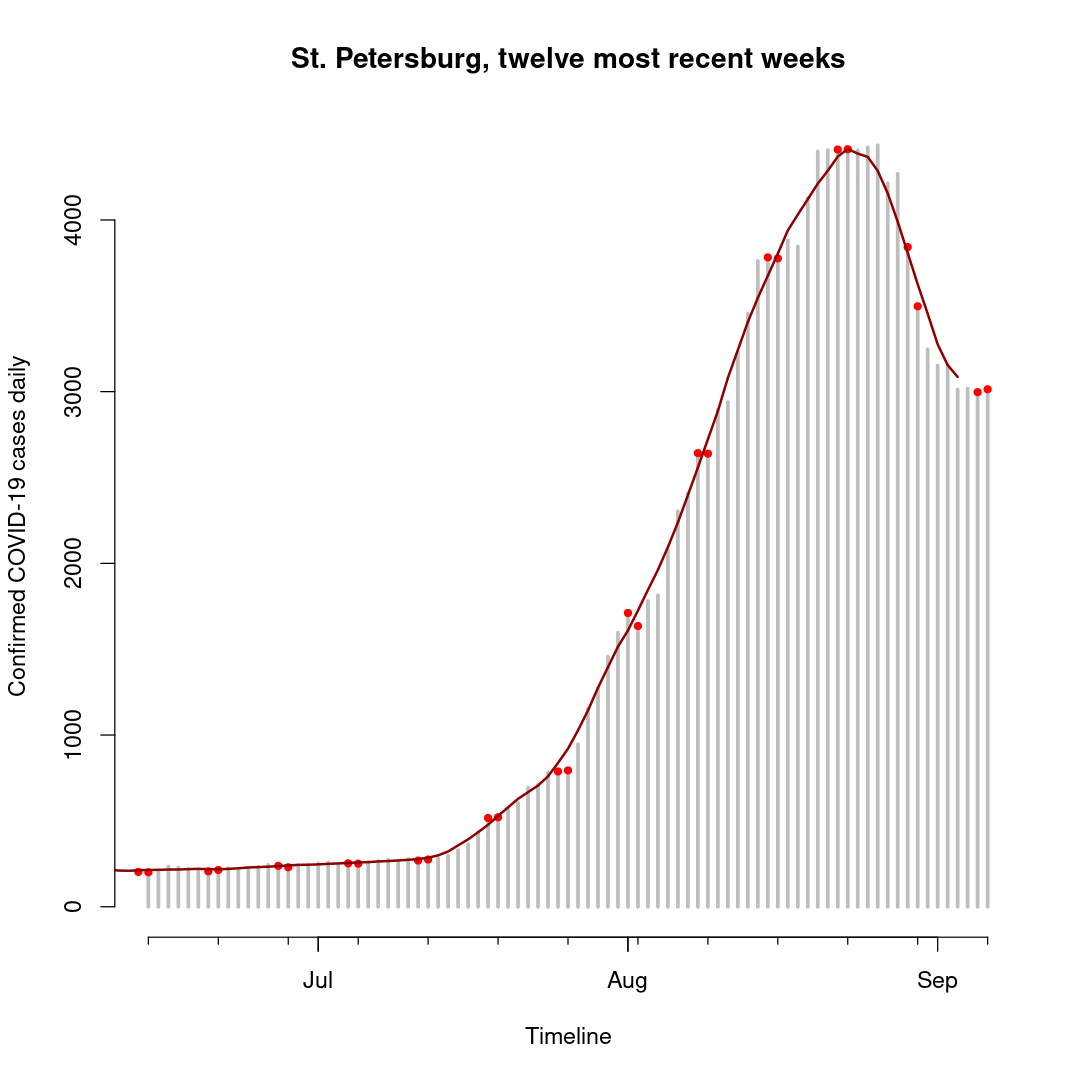 St. Petersburg, twelve most recent weeks
Confirmed COVID-19 cases daily
4000
3000
2000
1000
0
Jul Aug Sep
Timeline